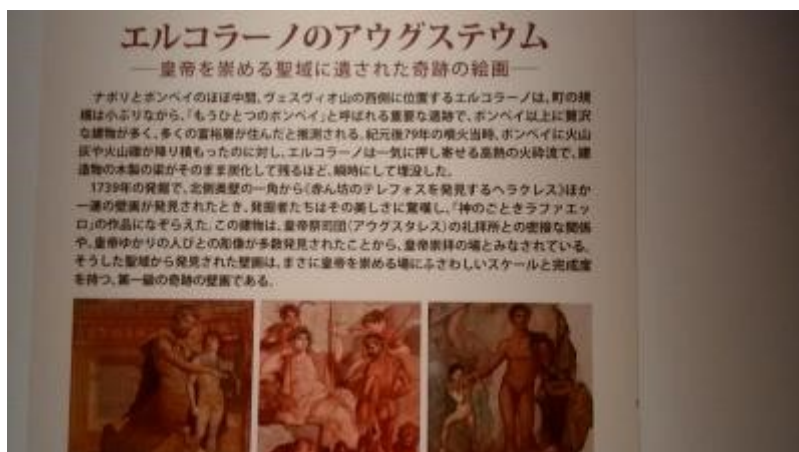 エルコラーノのアウグステウム
―皇帝を崇める聖域に遺された奇跡の絵画―
ナポリとポンペイのほぼ中間、ヴェスヴィオ山の西側に位置するエルコラーノは、町の規
模は小ぶりながら、「もうひとつのポンペイ」と呼ばれる重要な遺跡で、ポンペイ以上に贅沢
な建物が多く、多くの富裕層が住んだと推測される。紀元後79年の噴火当時、ポンペイに火山
灰や火山礫が降り積もったのに対し、エルコラーノは一気に押し寄せる高熱の火砕流で、建
造物の木製の梁がそのまま炭化して残るほど、瞬時にして埋没した。
1739年の発掘で、北側奥壁の一角から《赤ん坊のテレフォスを発見するヘラクレス》ほか
一連の壁画が発見されたとき、発掘者たちはその美しさに驚嘆し、「神のごときラファエッ
ロ」の作品になぞらえた。この建物は、皇帝祭司団(アウグスタレス)の礼拝所との密接な関係
や、皇帝ゆかりの人びとの彫像が多数発見されたことから、皇帝崇拝の場とみなされている。
そうした聖域から発見された壁画は、まさに皇帝を崇める場にふさわしいスケールと完成度
を持つ、第一級の奇跡の壁画である。